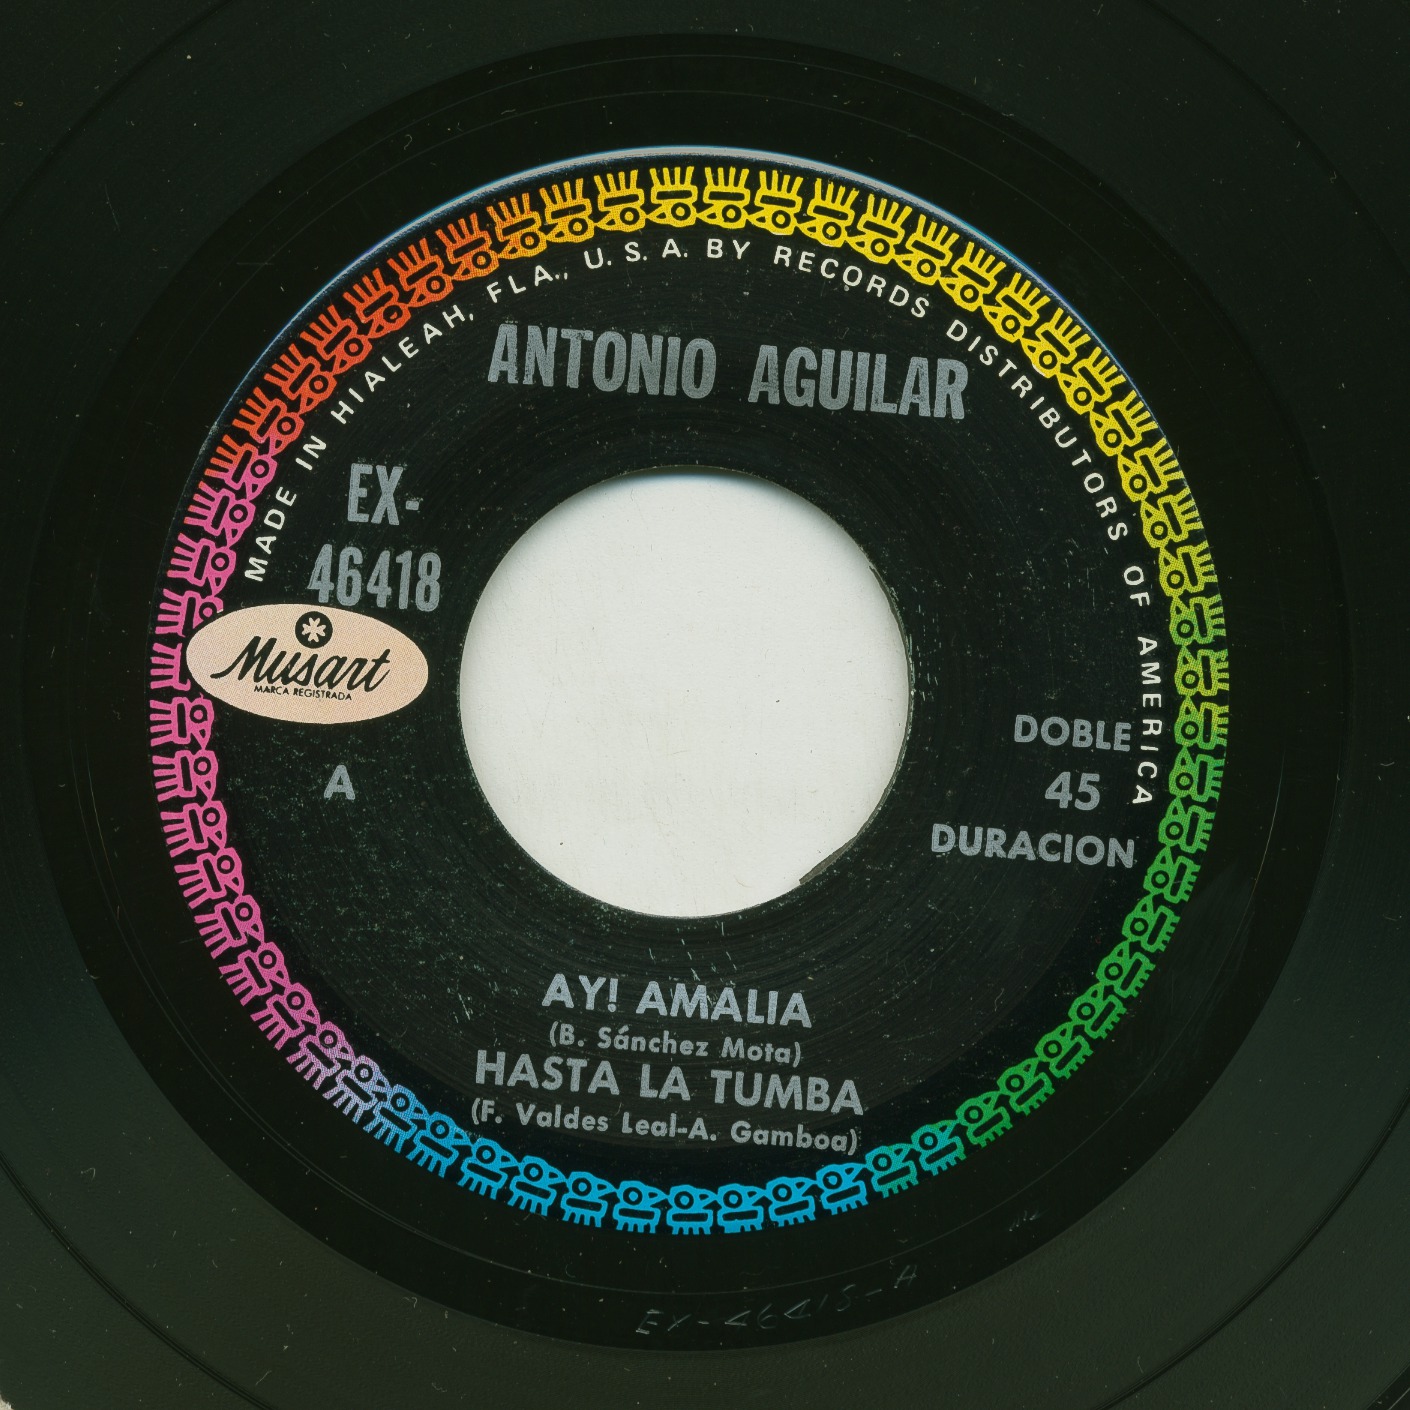 MADE IN HIALEAH, FLA., U.S.A. BY RECORDS DISTRIBUTORS OF AMERICA
ANTONIO AGUILAR
EX-
46418
Musart
MARCA REGISTRADA
A
DOBLE
45
DURACION
AY! AMALIA
(B. Sánchez Mota)
HASTA LA TUMBA
(F. Valdes Leal-A. Gamboa)
EX-46418-A